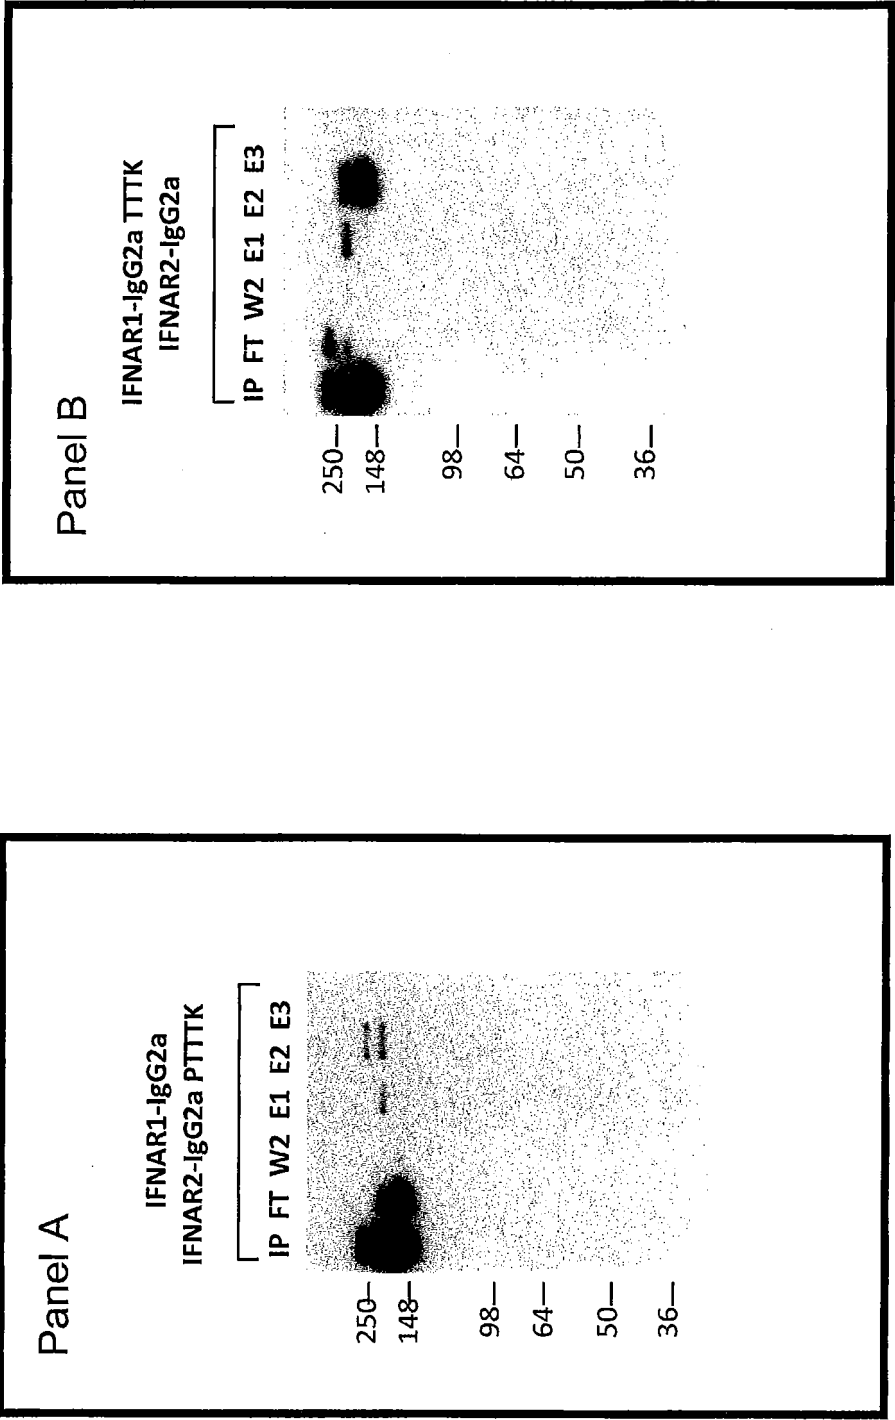 Panel A
IFNAR1-IgG2a
IFNAR2-IgG2a PTTTK
IP FT W2 E1 E2 E3
250
148
98
64
50
36
Panel B
IFNAR1-IgG2a TTTK
IFNAR2-IgG2a
IP FT W2 E1 E2 E3
250
148
98
64
50
36